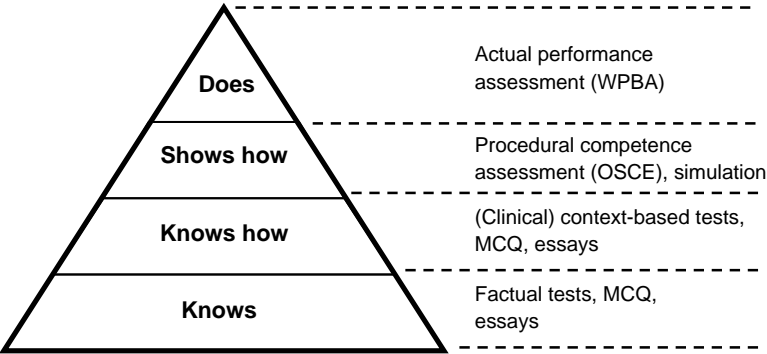 Does
Actual performance
assessment (WPBA)
Shows how
Procedural competence
assessment (OSCE), simulation
Knows how
(Clinical) context-based tests,
MCQ, essays
Knows
Factual tests, MCQ,
essays